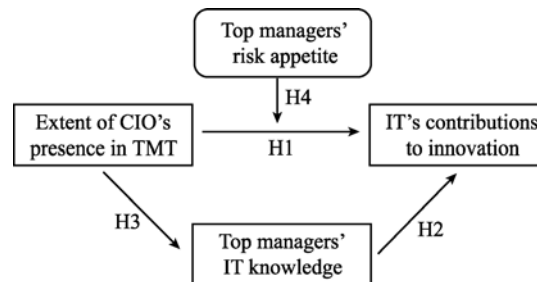 Top managers’
risk appetite
H4
Extent of CIO’s
presence in TMT
H1
IT’s contributions
to innovation
H3
H2
Top managers’
IT knowledge